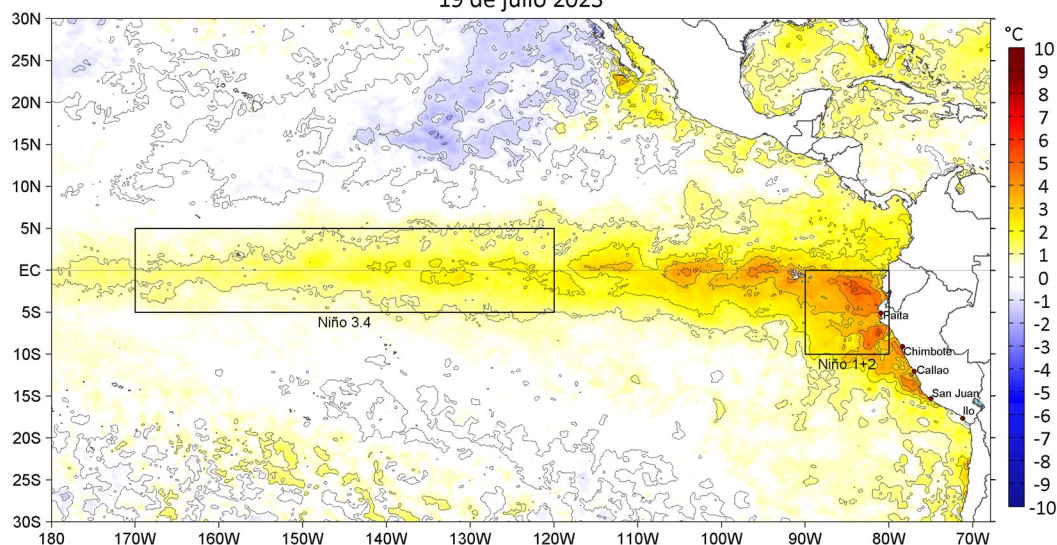 19 de julio 2023
°C
30N
25N
20N
15N
10N
5N
EC
5S
10S
15S
20S
25S
30S
180
170W
160W
150W
140W
130W
120W
110W
100W
90W
80W
70W
Niño 3.4
Niño 1+2
Paita
Chimbote
Callao
San Juan
Ilo
10
9
8
7
6
5
4
3
2
1
0
-1
-2
-3
-4
-5
-6
-7
-8
-9
-10